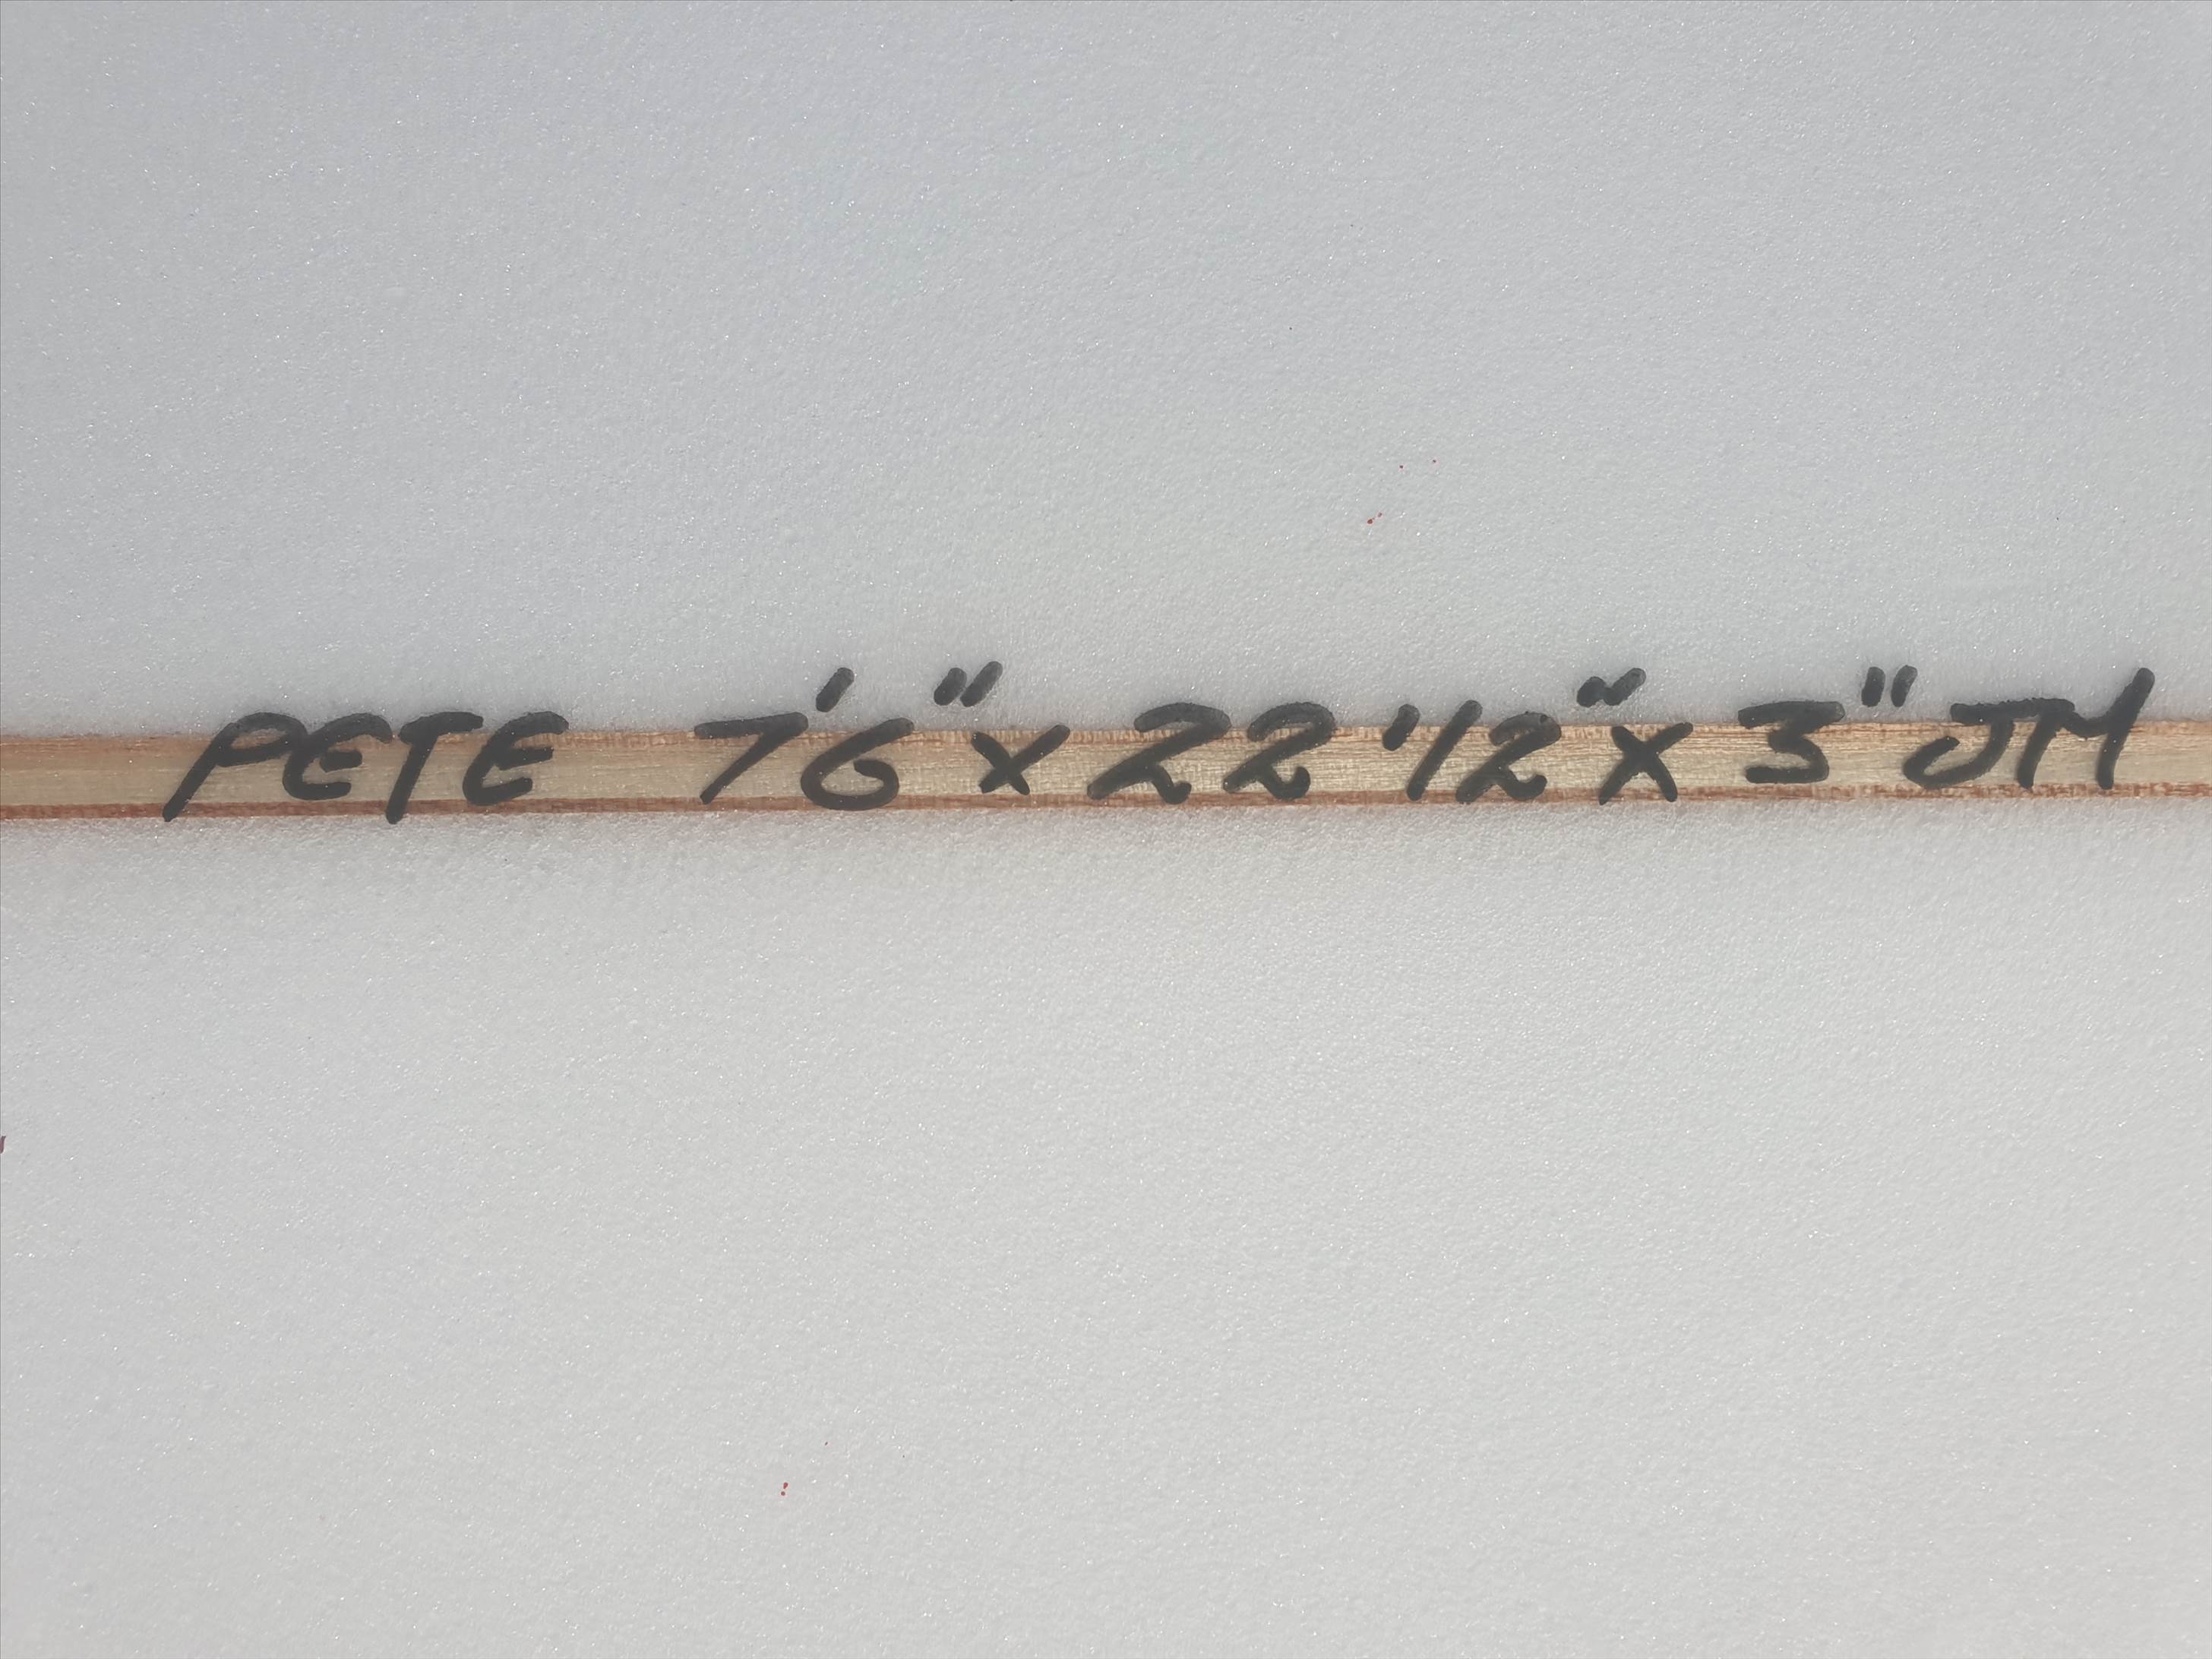 PETE 7'6" x 22 1/2" x 3" JM